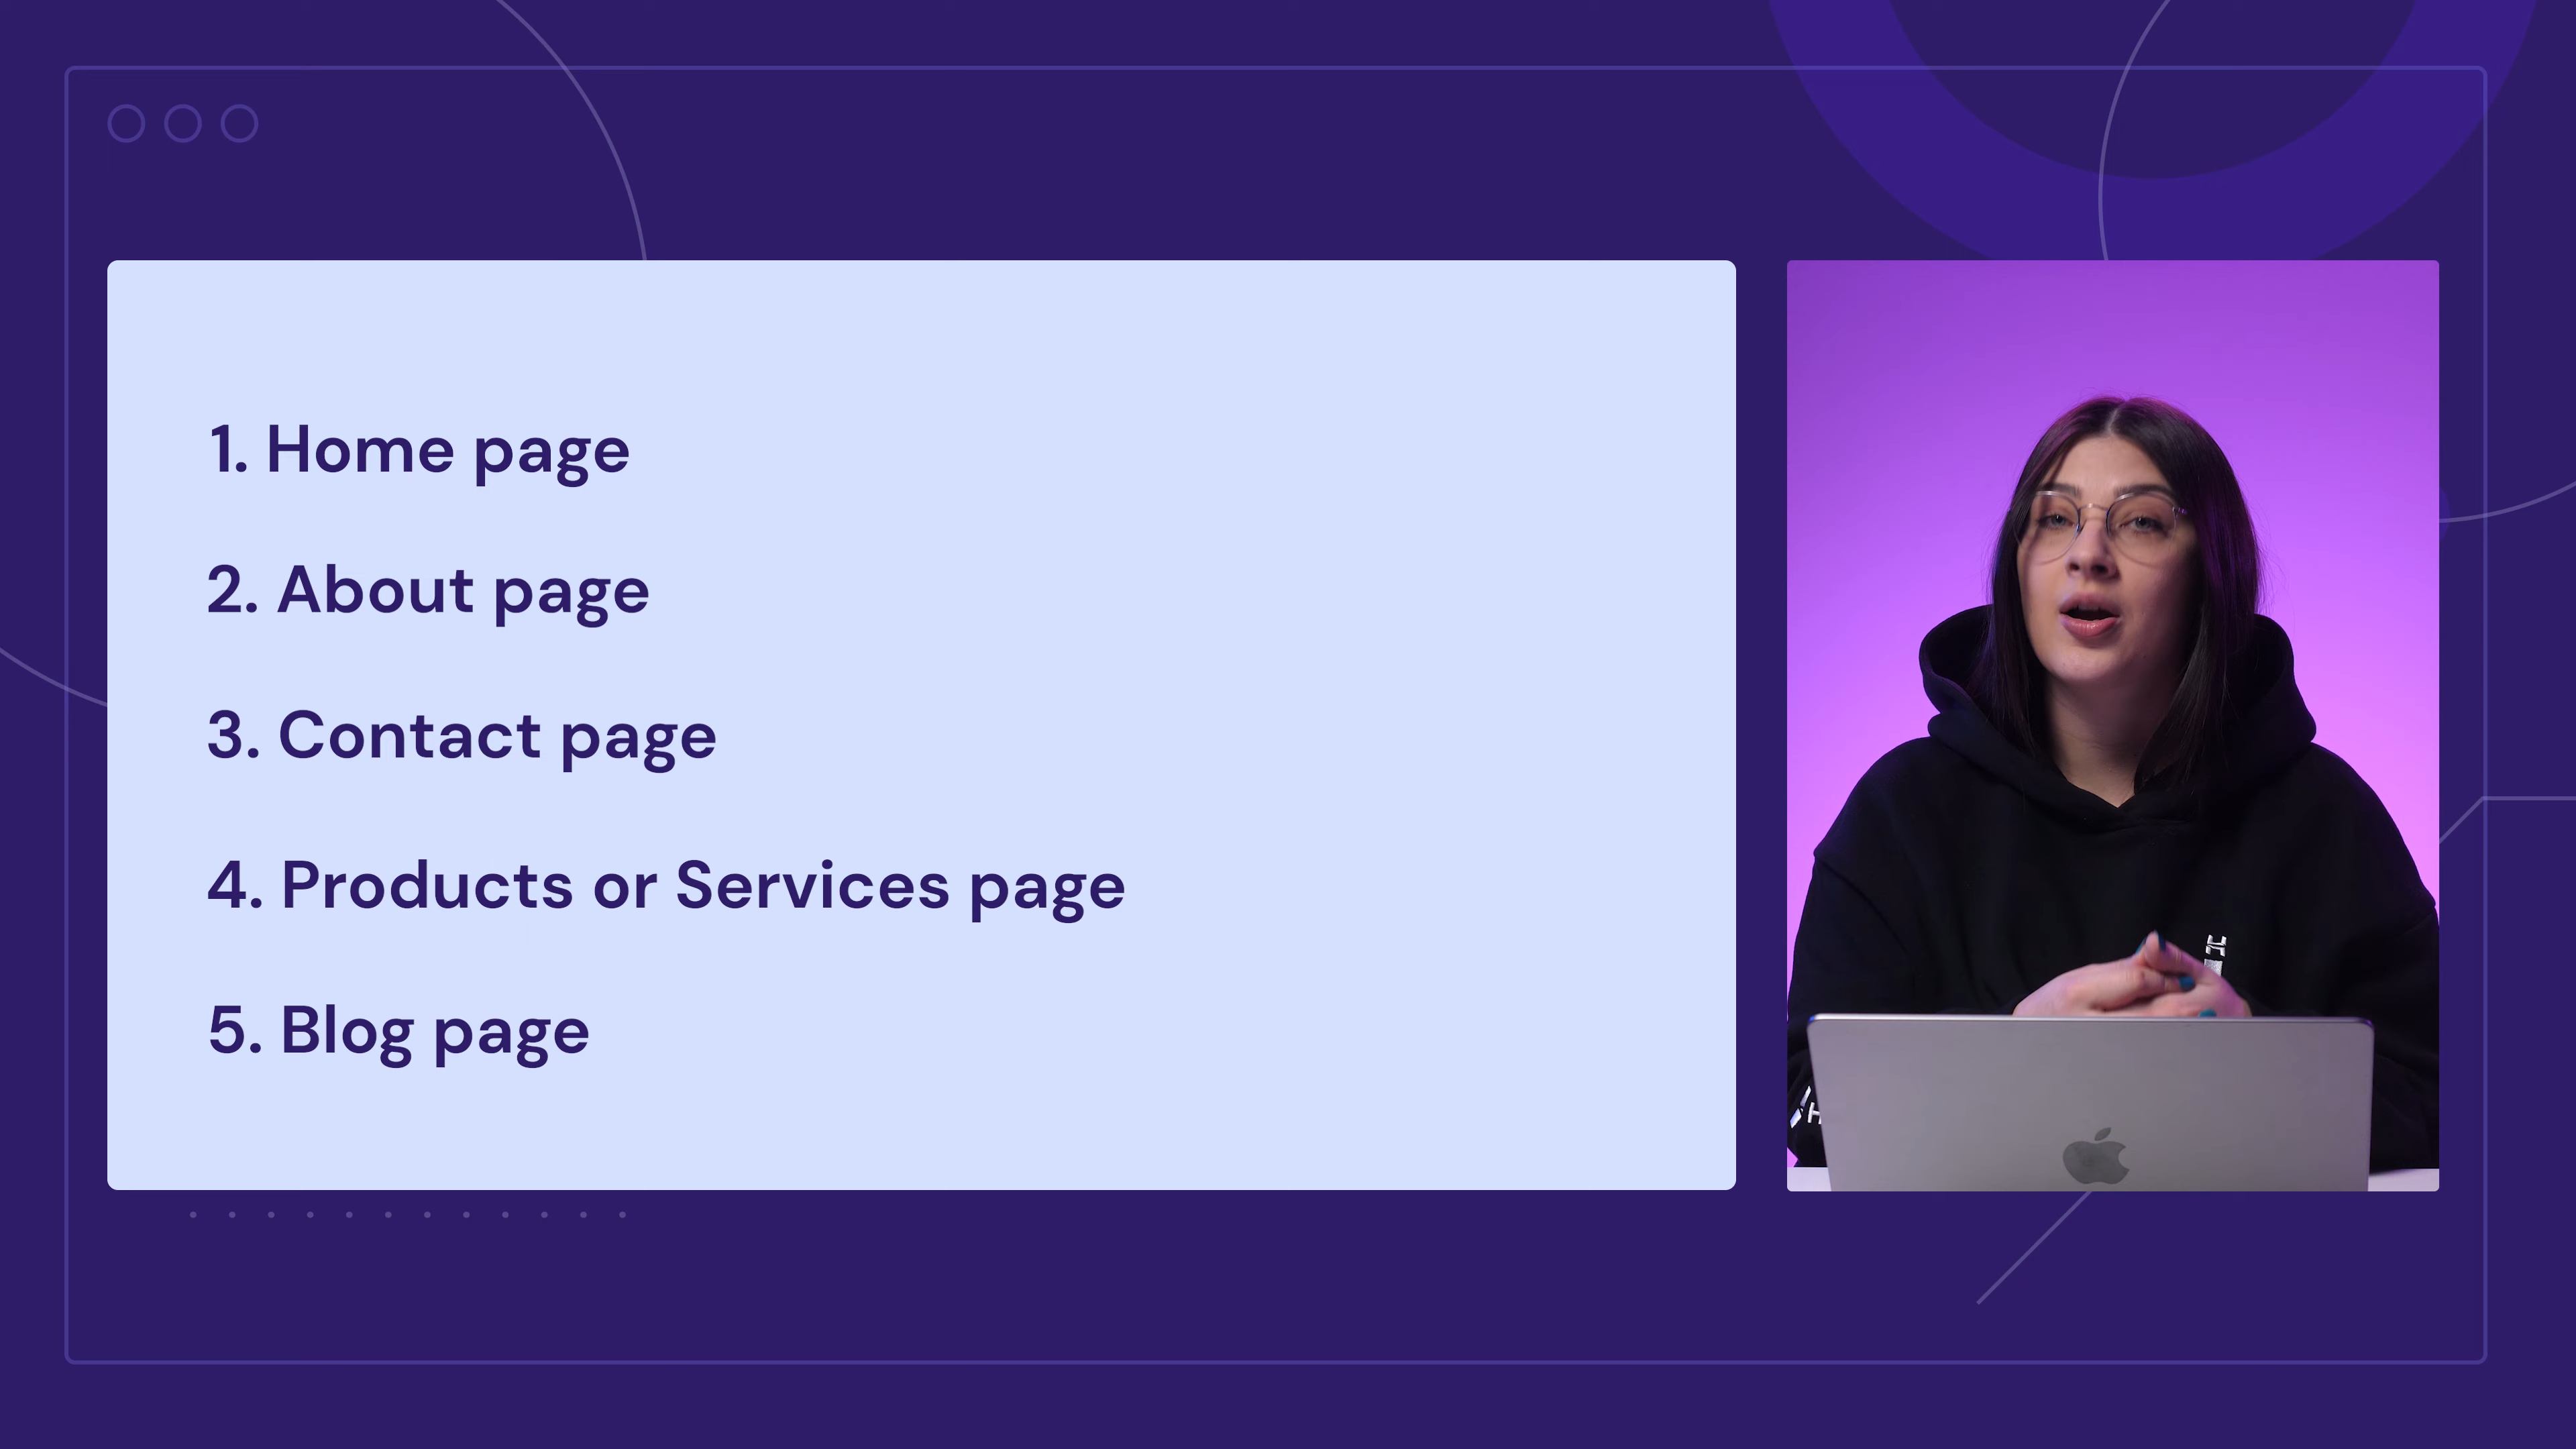 1. Home page
2. About page
3. Contact page
4. Products or Services page
5. Blog page